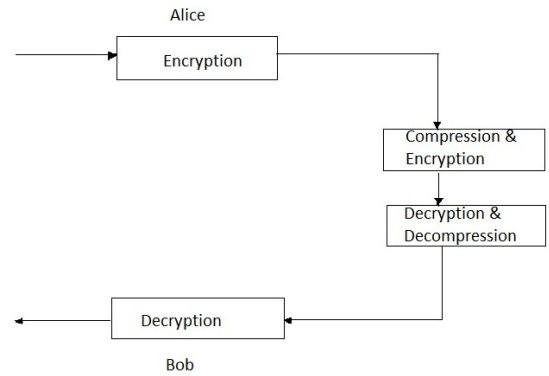 Alice
Encryption
Compression &
Encryption
Decryption &
Decompression
Decryption
Bob